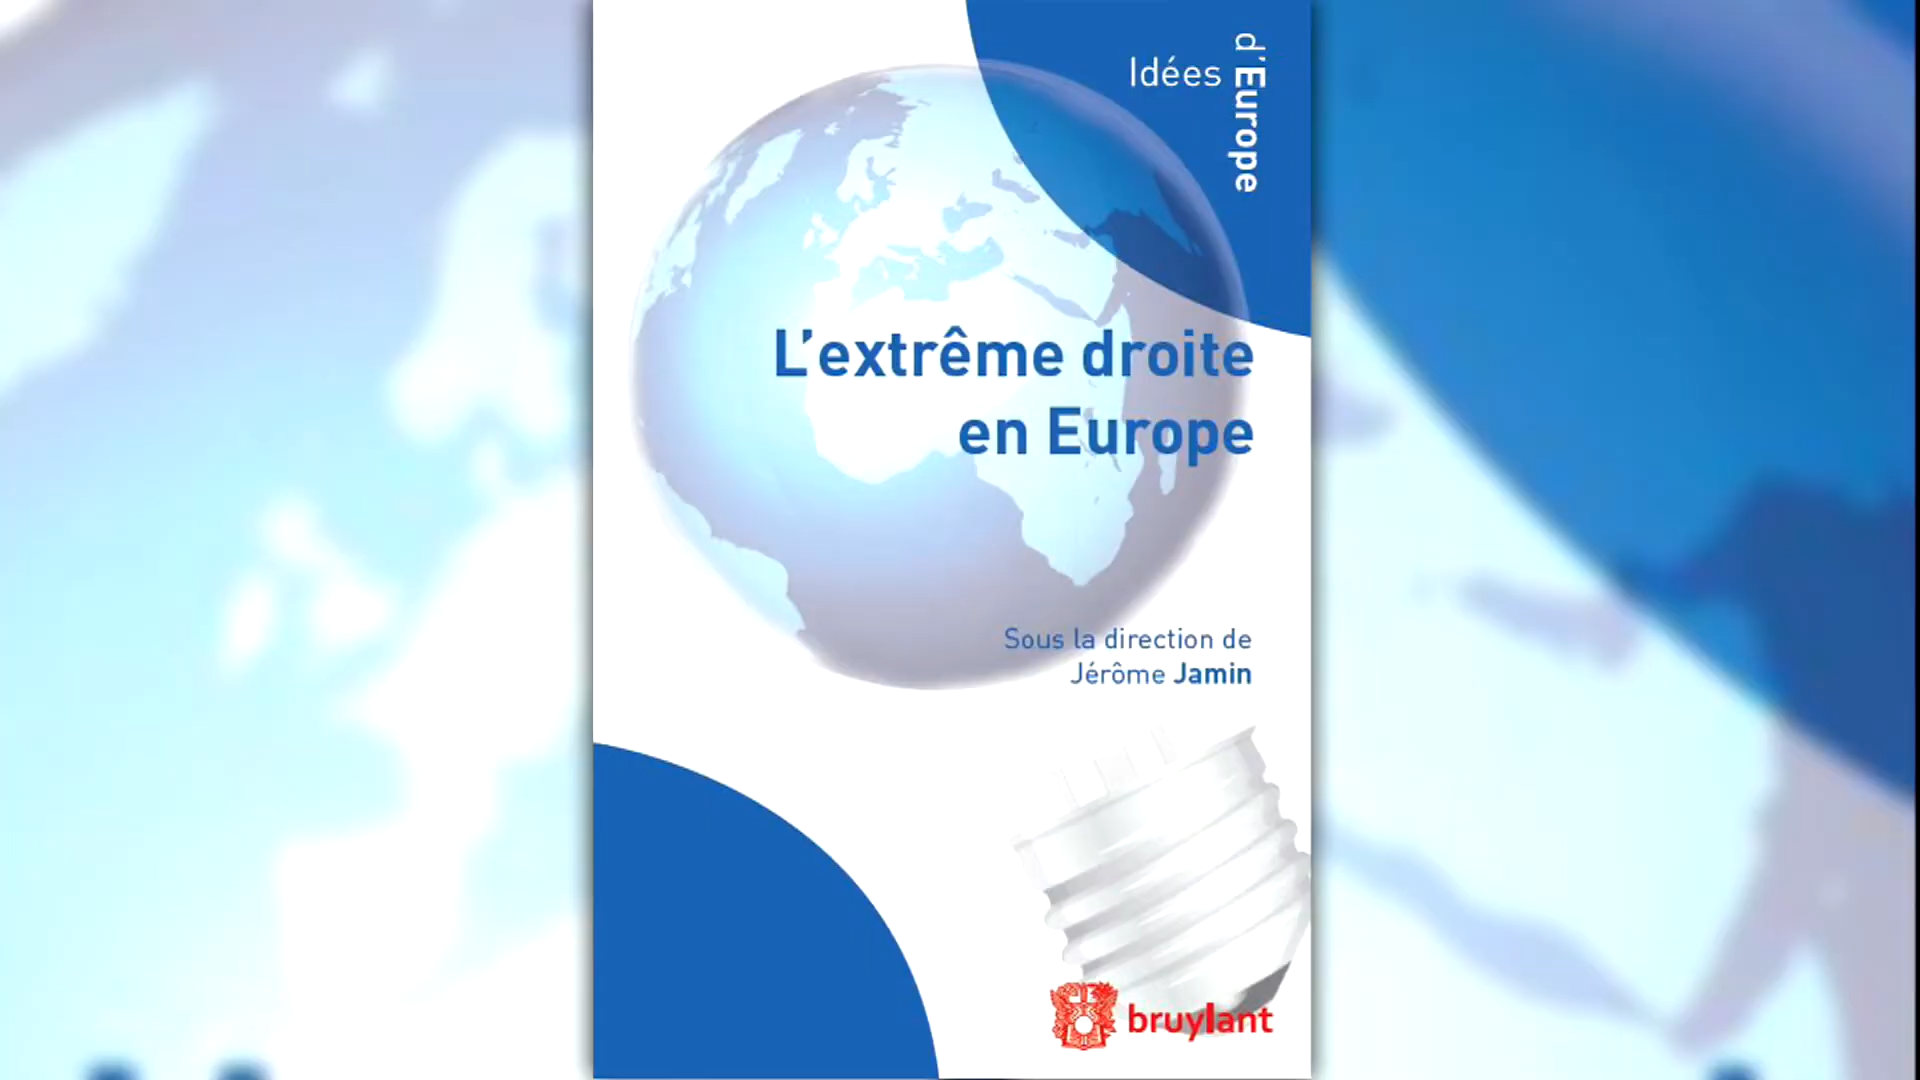 Idées
d'Europe
L'extrême droite
en Europe
Sous la direction de
Jérôme Jamin
bruylant